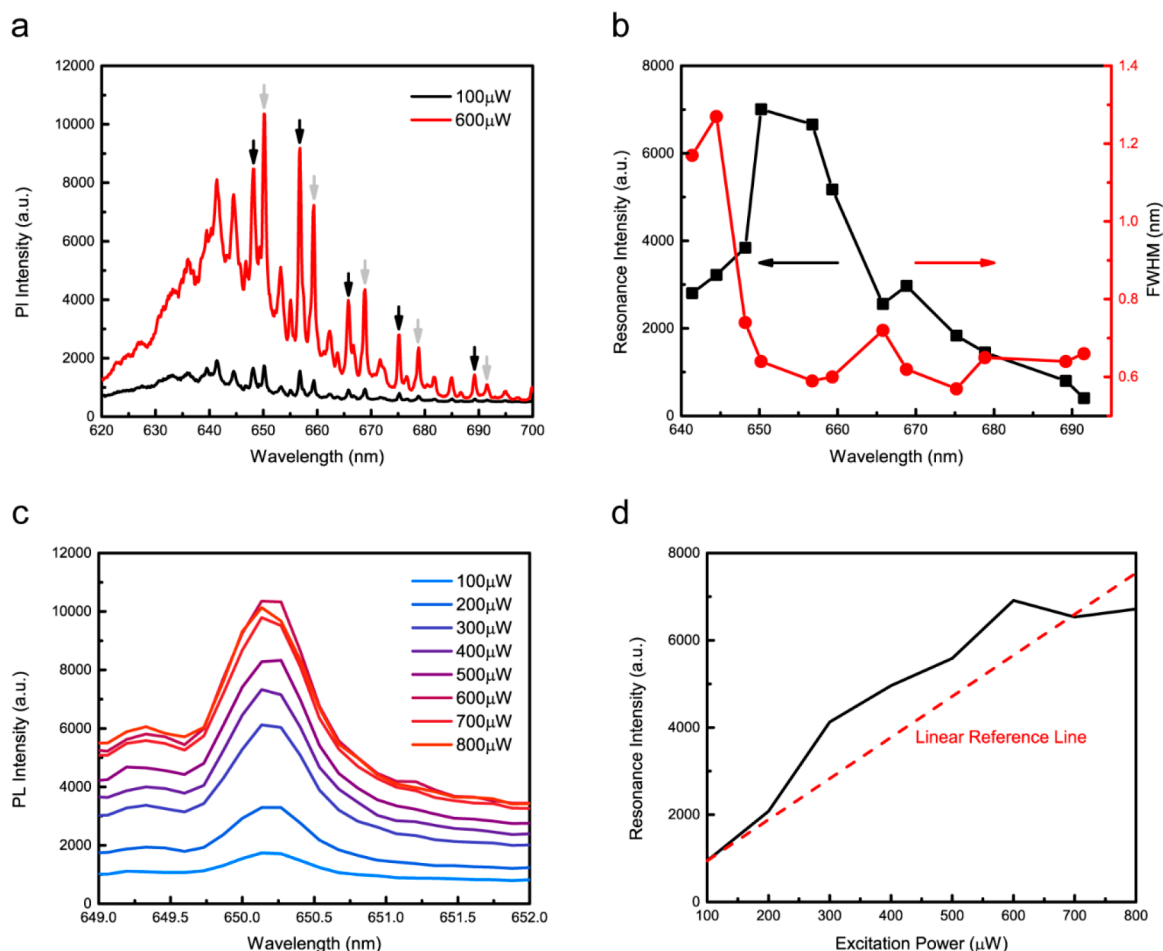 a
12000
10000
8000
6000
4000
2000
0
PI Intensity (a.u.)
100μW
600μW
620 630 640 650 660 670 680 690 700
Wavelength (nm)
b
8000
6000
4000
2000
0
Resonance Intensity (a.u.)
1.4
1.2
1.0
0.8
0.6
FWHM (nm)
640 650 660 670 680 690
Wavelength (nm)
c
12000
10000
8000
6000
4000
2000
0
PL Intensity (a.u.)
100μW
200μW
300μW
400μW
500μW
600μW
700μW
800μW
649.0 649.5 650.0 650.5 651.0 651.5 652.0
Wavelength (nm)
d
8000
6000
4000
2000
0
Resonance Intensity (a.u.)
Linear Reference Line
100 200 300 400 500 600 700 800
Excitation Power (μW)